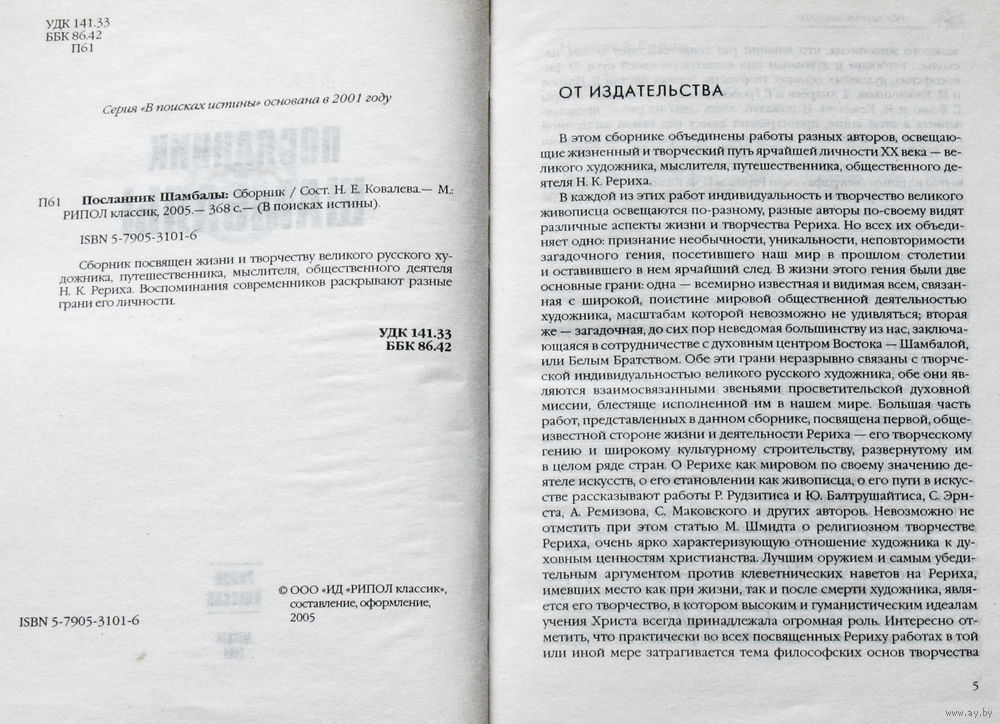 УДК 141.33
ББК 86.42
П61
Серия «В поисках истины» основана в 2001 году
П61 Посланник Шамбалы: Сборник / Сост. Н. Е. Ковалева.— М.:
РИПОЛ классик, 2005.— 368 с.— (В поисках истины).
ISBN 5-7905-3101-6
Сборник посвящен жизни и творчеству великого русского ху-
дожника, путешественника, мыслителя, общественного деятеля
Н. К. Рериха. Воспоминания современников раскрывают разные
грани его личности.
УДК 141.33
ББК 86.42
ISBN 5-7905-3101-6
© ООО «ИД «РИПОЛ классик»,
составление, оформление,
2005
ОТ ИЗДАТЕЛЬСТВА
В этом сборнике объединены работы разных авторов, освещаю-
щие жизненный и творческий путь ярчайшей личности XX века — ве-
ликого художника, мыслителя, путешественника, общественного де-
ятеля Н. К. Рериха.
В каждой из этих работ индивидуальность и творчество великого
живописца освещаются по-разному, разные авторы по-своему видят
различные аспекты жизни и творчества Рериха. Но всех их объеди-
няет одно: признание необычности, уникальности, неповторимости
загадочного гения, посетившего наш мир в прошлом столетии
и оставившего в нем ярчайший след. В жизни этого гения были две
основные грани: одна — всемирно известная и видимая всем, связан-
ная с широкой, поистине мировой общественной деятельностью
художника, масштабам которой невозможно не удивляться; вторая
же — загадочная, до сих пор неведомая большинству из нас, заключа-
ющаяся в сотрудничестве с духовным центром Востока — Шамбалой,
или Белым Братством. Обе эти грани неразрывно связаны с творче-
ской индивидуальностью великого русского художника, обе они яв-
ляются взаимосвязанными звеньями просветительской духовной
миссии, блестяще исполненной им в нашем мире. Большая часть
работ, представленных в данном сборнике, посвящена первой, обще-
известной стороне жизни и деятельности Рериха — его творческому
гению и широкому культурному строительству, развернутому им
в целом ряде стран. О Рерихе как мировом по своему значению де-
ятеле искусств, о его становлении как живописца, о его пути в искус-
стве рассказывают работы Р. Рудзитиса и Ю. Балтрушайтиса, С. Эрн-
ста, А. Ремизова, С. Маковского и других авторов. Невозможно не
отметить при этом статью М. Шмидта о религиозном творчестве
Рериха, очень ярко характеризующую отношение художника к ду-
ховным ценностям христианства. Лучшим оружием и самым убеди-
тельным аргументом против клеветнических наветов на Рериха,
имевших место как при жизни, так и после смерти художника, явля-
ется его творчество, в котором высоким и гуманистическим идеалам
учения Христа всегда принадлежала огромная роль. Интересно от-
метить, что практически во всех посвященных Рериху работах в той
или иной мере затрагивается тема философских основ творчества
5
www.ay.by